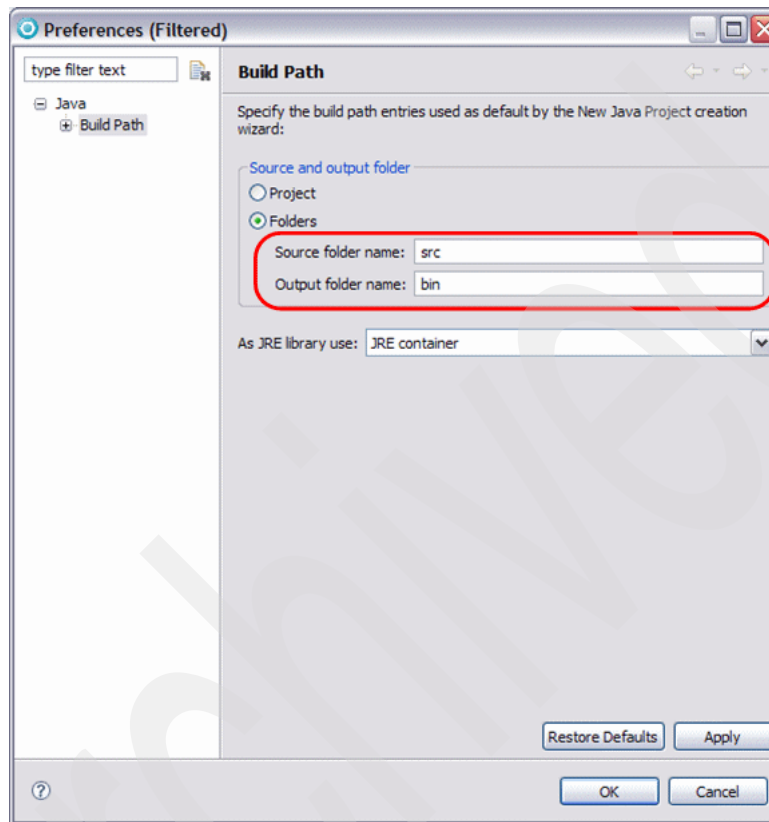 Preferences (Filtered)
type filter text
Java
Build Path
Build Path
Specify the build path entries used as default by the New Java Project creation
wizard:
Source and output folder
Project
Folders
Source folder name: src
Output folder name: bin
As JRE library use: JRE container
Restore Defaults Apply
? OK Cancel